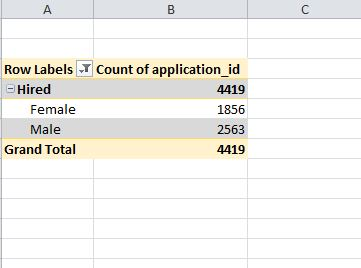 A B C
Row Labels Count of application_id
Hired 4419
Female 1856
Male 2563
Grand Total 4419